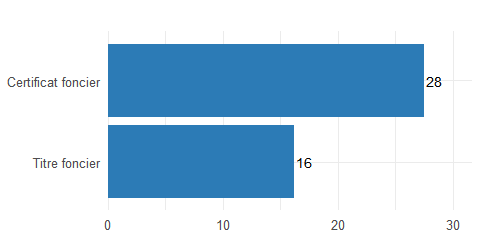 Certificat foncier 28
Titre foncier 16
0 10 20 30